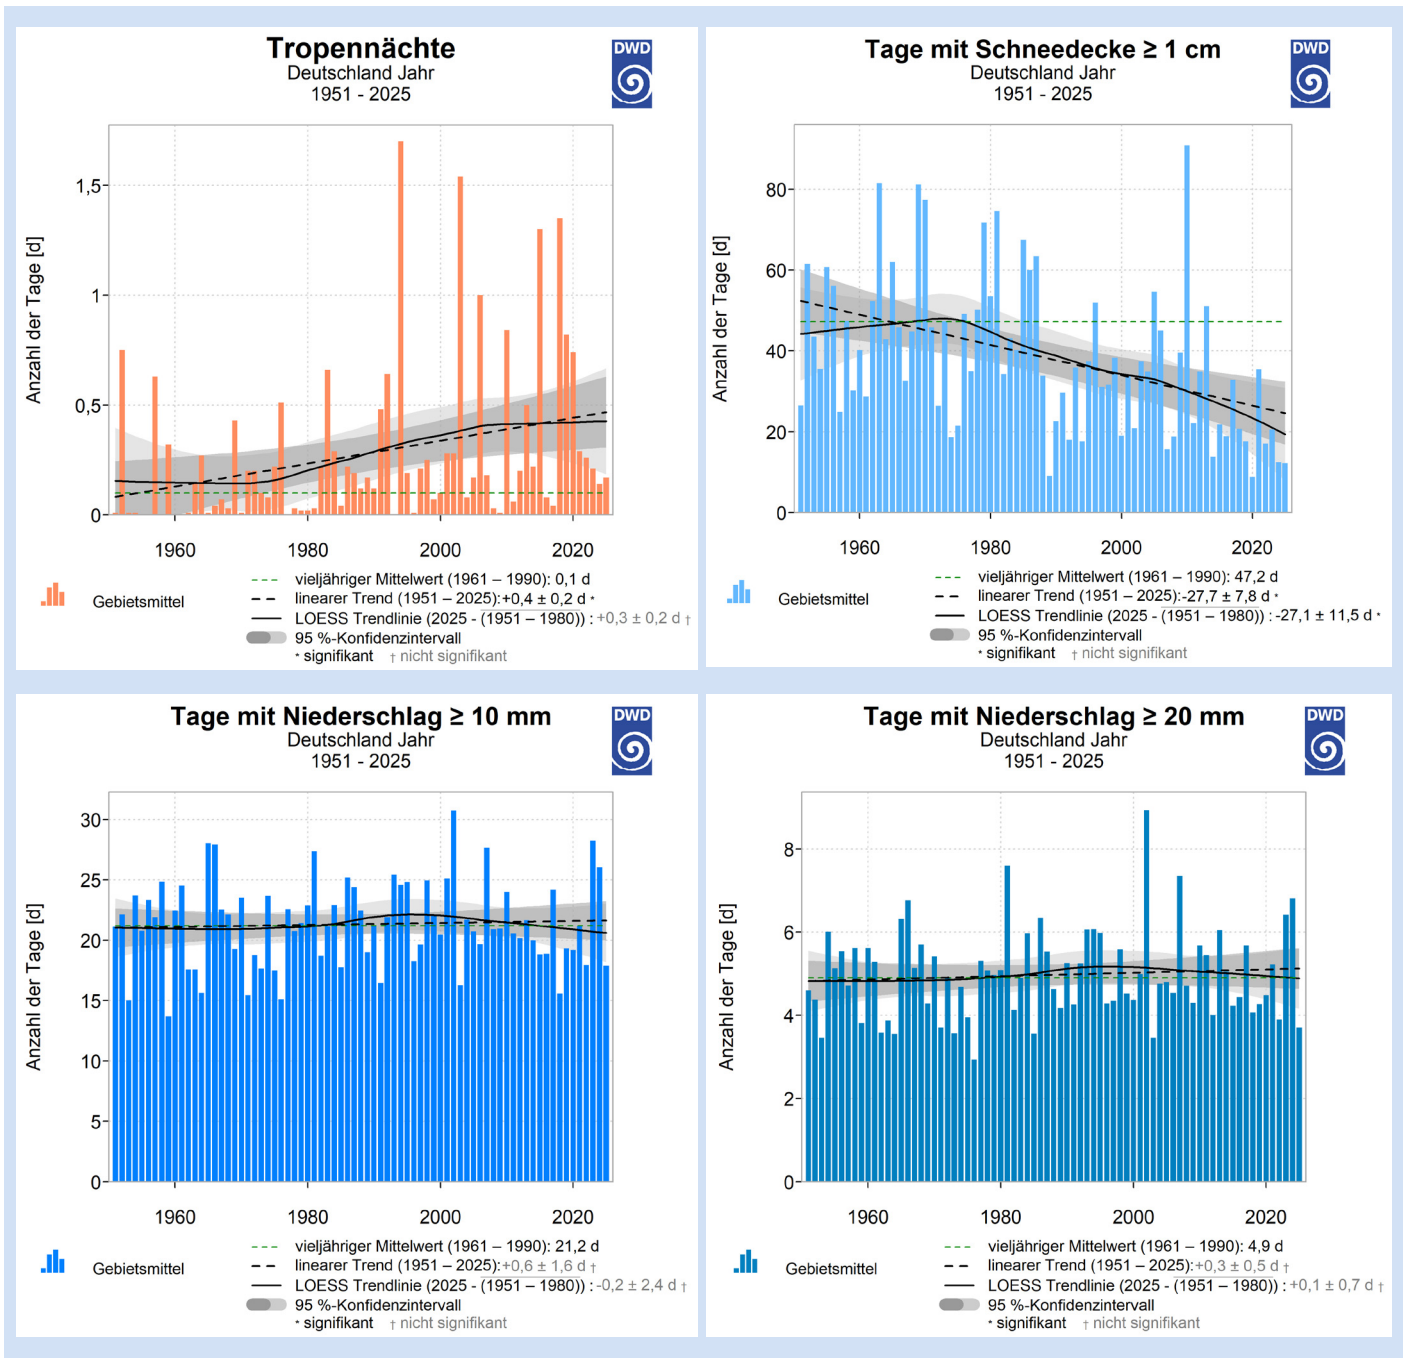 Tropennächte
Deutschland Jahr
1951 - 2025
DWD
Anzahl der Tage [d]
1,5
1
0,5
0
1960 1980 2000 2020
Gebietsmittel
vieljähriger Mittelwert (1961 – 1990): 0,1 d
linearer Trend (1951 – 2025):+0,4 ± 0,2 d *
LOESS Trendlinie (2025 - (1951 – 1980)) : +0,3 ± 0,2 d †
95 %-Konfidenzintervall
* signifikant † nicht signifikant
Tage mit Schneedecke ≥ 1 cm
Deutschland Jahr
1951 - 2025
DWD
Anzahl der Tage [d]
80
60
40
20
0
1960 1980 2000 2020
Gebietsmittel
vieljähriger Mittelwert (1961 – 1990): 47,2 d
linearer Trend (1951 – 2025):-27,7 ± 7,8 d *
LOESS Trendlinie (2025 - (1951 – 1980)) : -27,1 ± 11,5 d *
95 %-Konfidenzintervall
* signifikant † nicht signifikant
Tage mit Niederschlag ≥ 10 mm
Deutschland Jahr
1951 - 2025
DWD
Anzahl der Tage [d]
30
25
20
15
10
5
0
1960 1980 2000 2020
Gebietsmittel
vieljähriger Mittelwert (1961 – 1990): 21,2 d
linearer Trend (1951 – 2025):+0,6 ± 1,6 d †
LOESS Trendlinie (2025 - (1951 – 1980)) : -0,2 ± 2,4 d †
95 %-Konfidenzintervall
* signifikant † nicht signifikant
Tage mit Niederschlag ≥ 20 mm
Deutschland Jahr
1951 - 2025
DWD
Anzahl der Tage [d]
8
6
4
2
0
1960 1980 2000 2020
Gebietsmittel
vieljähriger Mittelwert (1961 – 1990): 4,9 d
linearer Trend (1951 – 2025):+0,3 ± 0,5 d †
LOESS Trendlinie (2025 - (1951 – 1980)) : +0,1 ± 0,7 d †
95 %-Konfidenzintervall
* signifikant † nicht signifikant